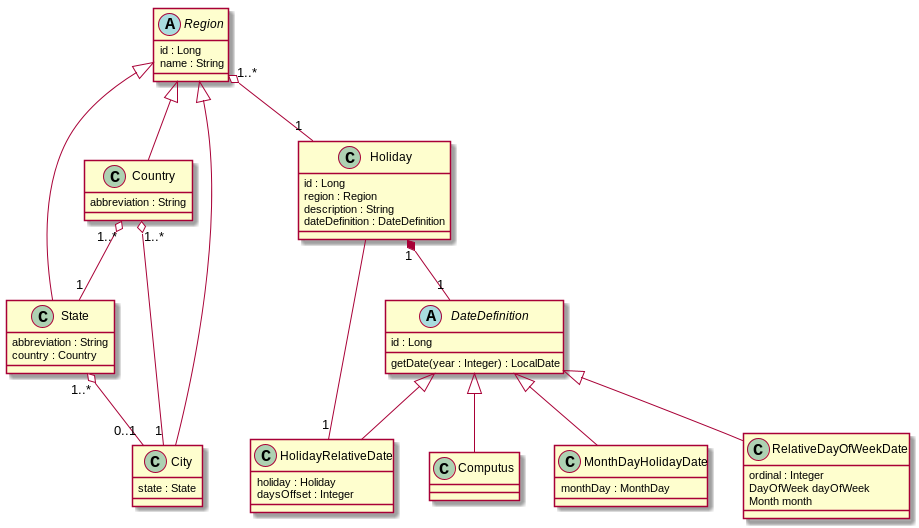 A Region
id : Long
name : String
1..*
1
C Country
abbreviation : String
C Holiday
id : Long
region : Region
description : String
dateDefinition : DateDefinition
1..*
1..*
1
1
1
C State
abbreviation : String
country : Country
A DateDefinition
id : Long
getDate(year : Integer) : LocalDate
1..*
0..1
1
1
C City
state : State
C HolidayRelativeDate
holiday : Holiday
daysOffset : Integer
C Computus
C MonthDayHolidayDate
monthDay : MonthDay
C RelativeDayOfWeekDate
ordinal : Integer
DayOfWeek dayOfWeek
Month month